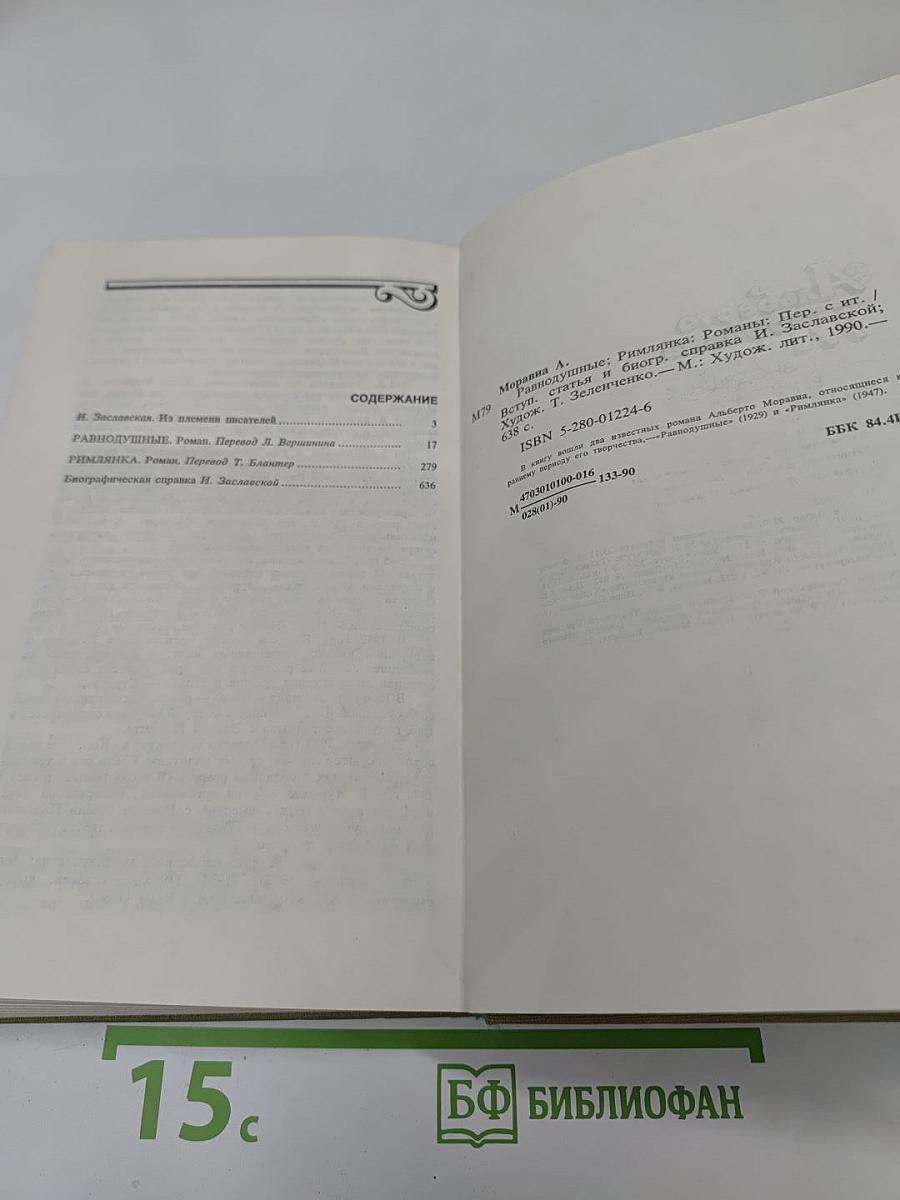 СОДЕРЖАНИЕ
И. Заславская. Из племени писателей 3
РАВНОДУШНЫЕ. Роман. Перевод Л. Вершинина 17
РИМЛЯНКА. Роман. Перевод Т. Блантер 279
Биографическая справка И. Заславской 636
Моравиа А.
М79 Равнодушные; Римлянка: Романы: Пер. с ит. /
Вступ. статья и биогр. справка И. Заславской;
Худож. Т. Зеленченко.— М.: Худож. лит., 1990.—
638 с.
ISBN 5-280-01224-6
В книгу вошли два известных романа Альберто Моравиа, относящиеся к
раннему периоду его творчества,—«Равнодушные» (1929) и «Римлянка» (1947).
М 4703010100-016 133-90
028(01)-90
ББК 84.4И
15 с
БФ БИБЛИОФАН